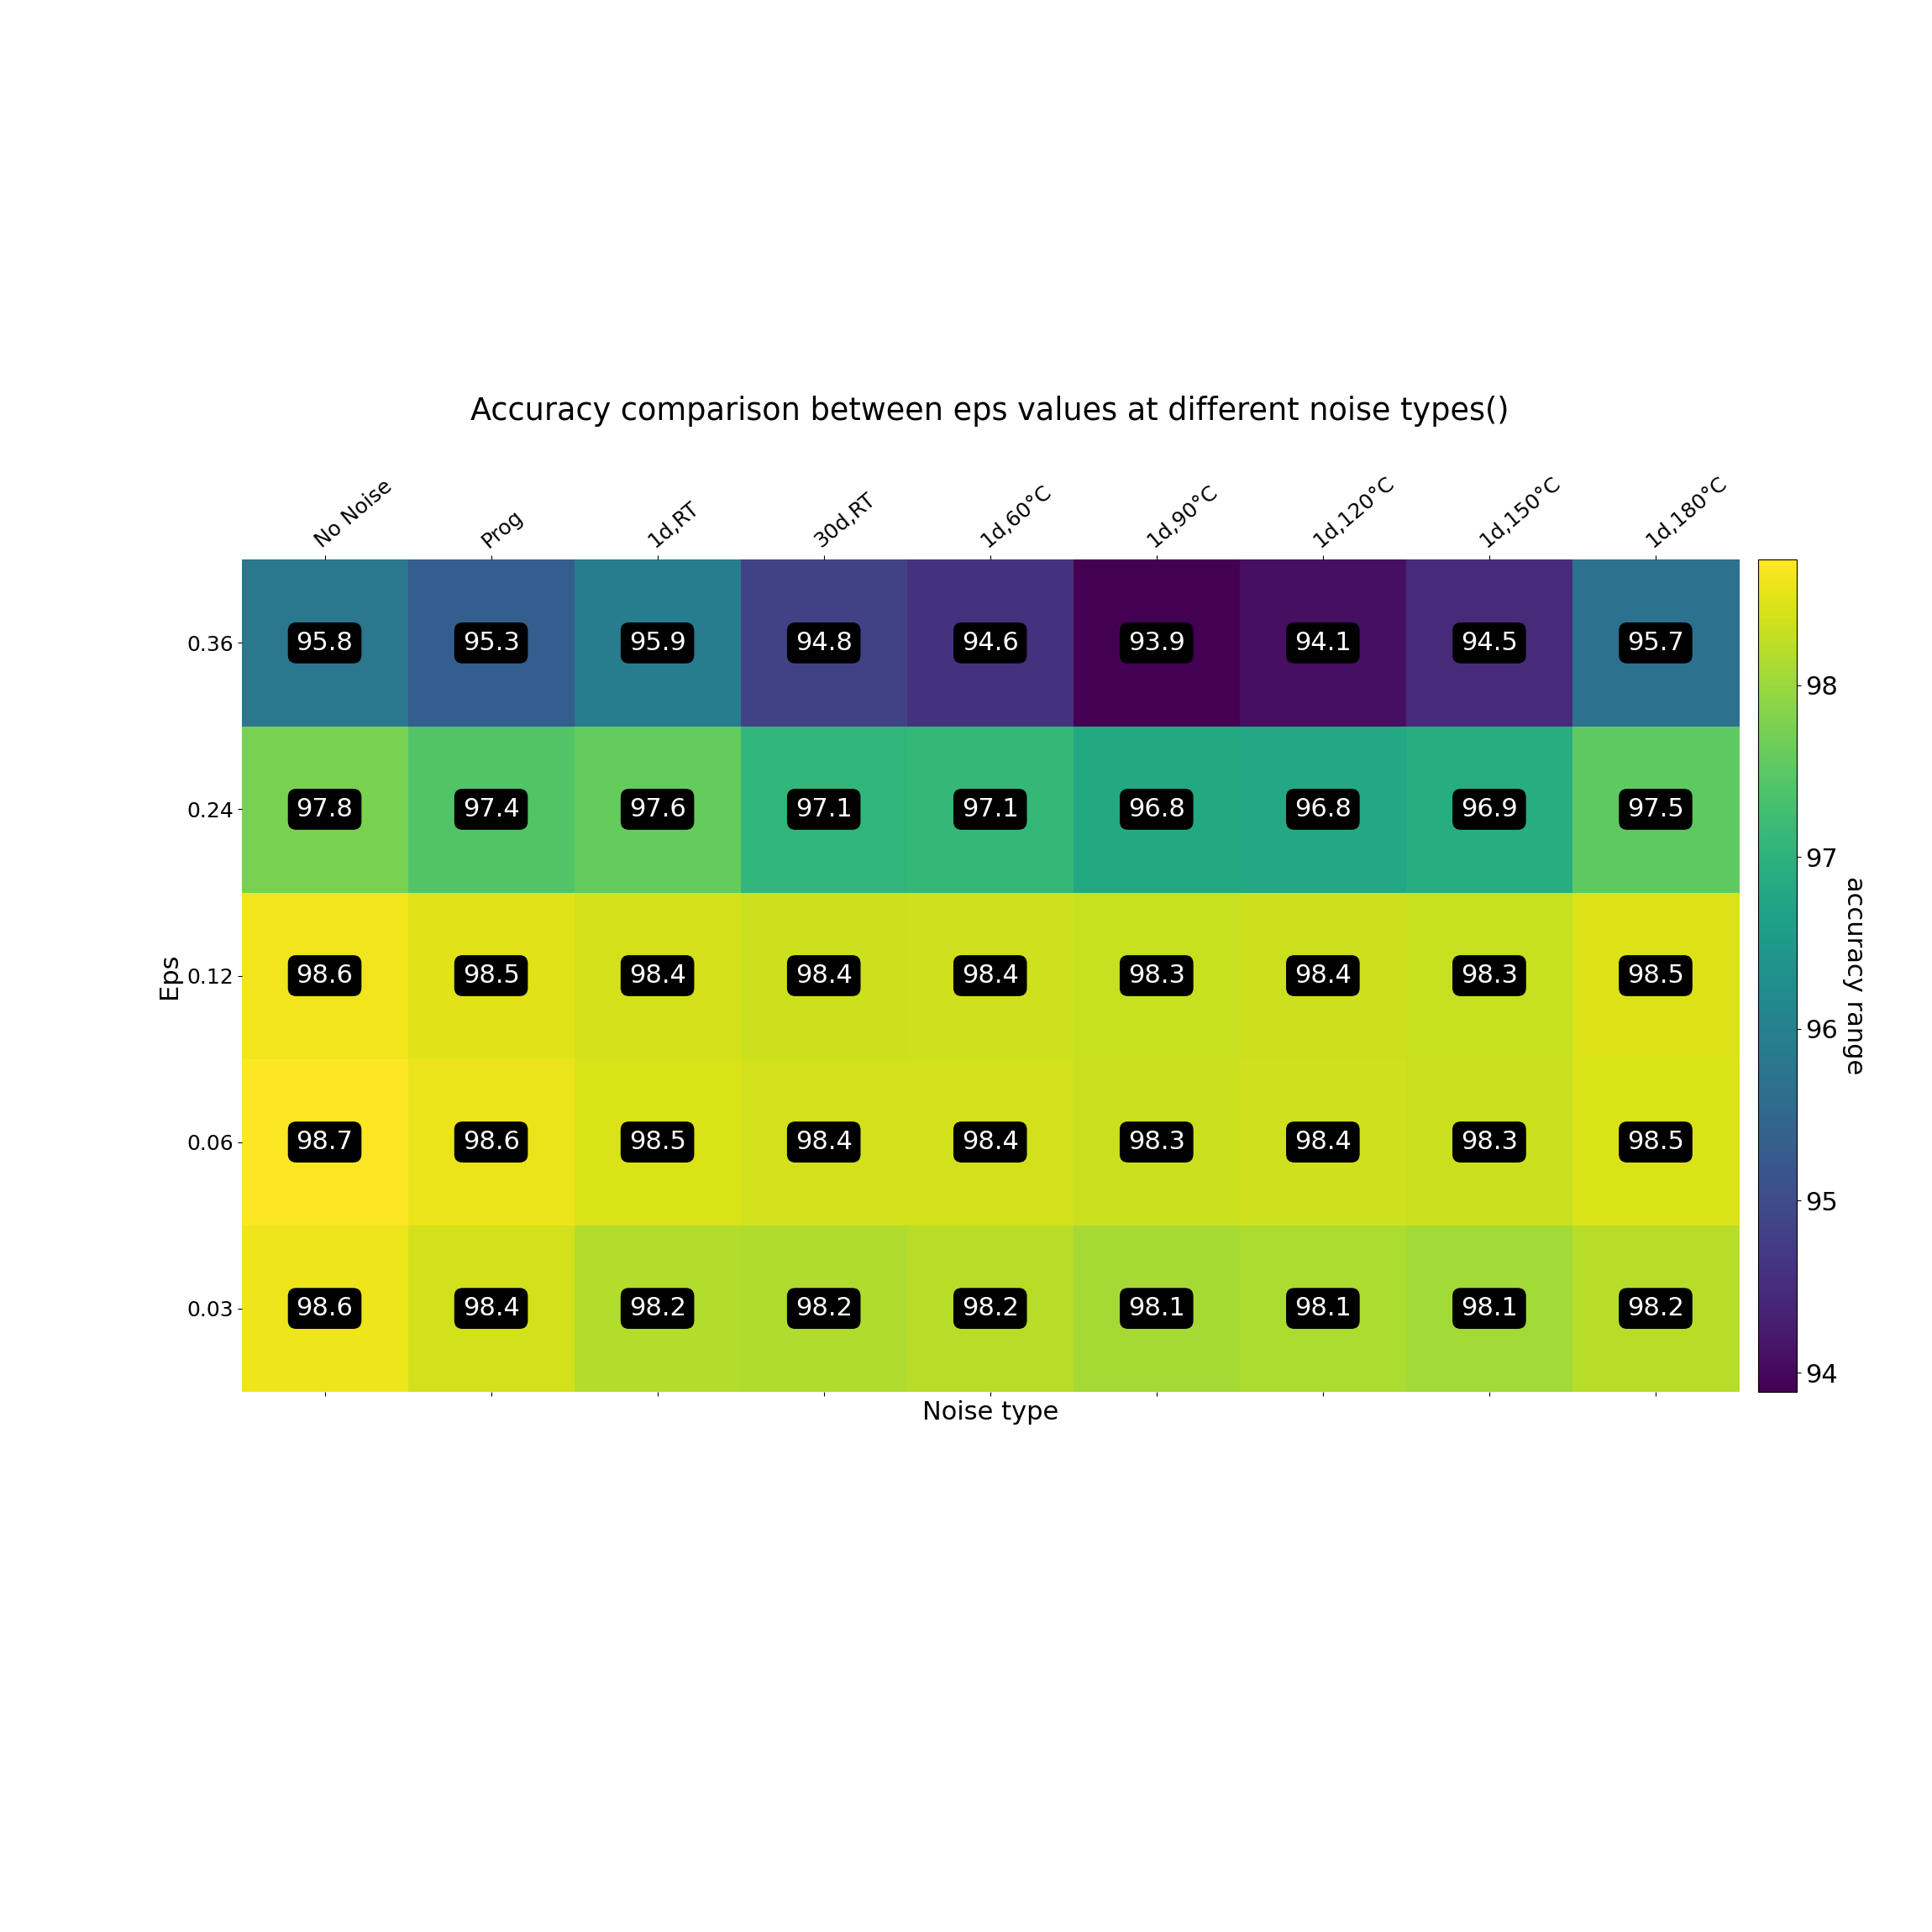 Accuracy comparison between eps values at different noise types()
No Noise Prog 1d,RT 30d,RT 1d,60°C 1d,90°C 1d,120°C 1d,150°C 1d,180°C
0.36 95.8 95.3 95.9 94.8 94.6 93.9 94.1 94.5 95.7
0.24 97.8 97.4 97.6 97.1 97.1 96.8 96.8 96.9 97.5
0.12 98.6 98.5 98.4 98.4 98.4 98.3 98.4 98.3 98.5
0.06 98.7 98.6 98.5 98.4 98.4 98.3 98.4 98.3 98.5
0.03 98.6 98.4 98.2 98.2 98.2 98.1 98.1 98.1 98.2
Eps
Noise type
98
97
96
95
94
accuracy range